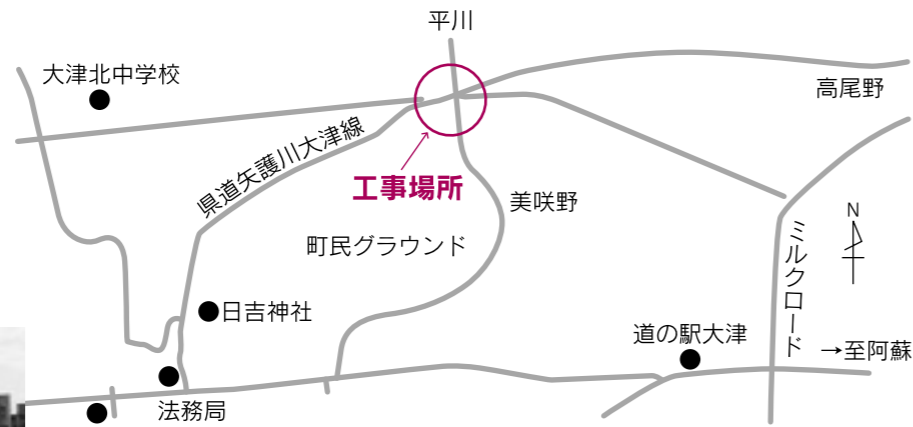 平川
大津北中学校
高尾野
県道矢護川大津線
工事場所
美咲野
N
町民グラウンド
ミルクロード
日吉神社
道の駅大津
→至阿蘇
法務局